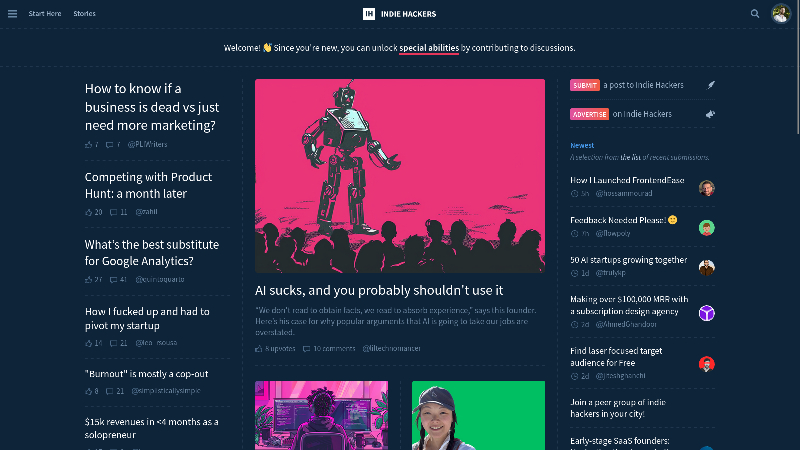 Start Here
Stories
IH INDIE HACKERS
Welcome! 👋 Since you're new, you can unlock special abilities by contributing to discussions.
How to know if a
business is dead vs just
need more marketing?
7 7 @PLIWriters
Competing with Product
Hunt: a month later
20 11 @zahil
What's the best substitute
for Google Analytics?
27 41 @quintoquarto
How I fucked up and had to
pivot my startup
14 21 @leo_rsousa
"Burnout" is mostly a cop-out
8 21 @simplisticallysimple
$15k revenues in <4 months as a
solopreneur
AI sucks, and you probably shouldn't use it
"We don't read to obtain facts, we read to absorb experience," says this founder.
Here's his case for why popular arguments that AI is going to take our jobs are
overstated.
8 upvotes 10 comments @liltechnomancer
SUBMIT a post to Indie Hackers
ADVERTISE on Indie Hackers
Newest
A selection from the list of recent submissions.
How I Launched FrontendEase
5h @hossammourad
Feedback Needed Please! 🙂
7h @flowpoly
50 AI startups growing together
1d @trulykp
Making over $100,000 MRR with
a subscription design agency
2d @AhmedGhandoor
Find laser focused target
audience for Free
2d @jiteshghanchi
Join a peer group of indie
hackers in your city!
Early-stage SaaS founders: